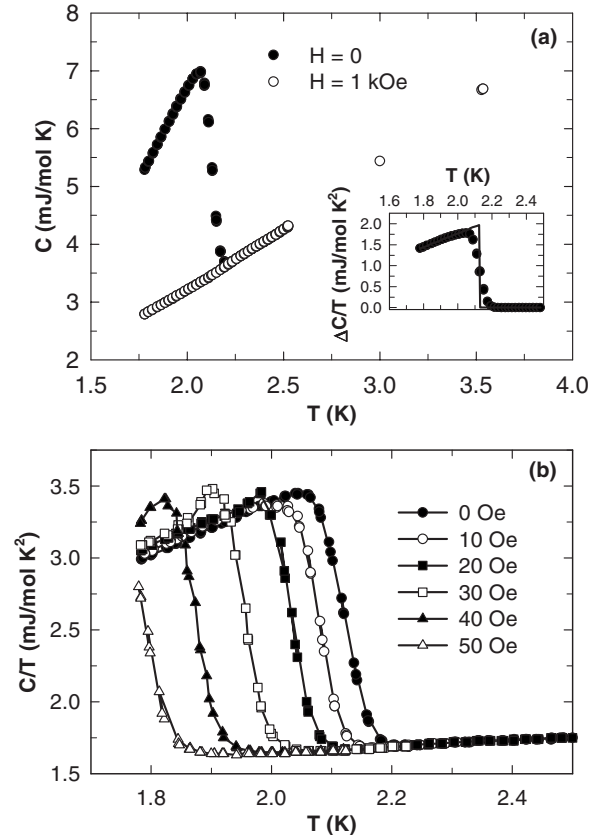 (a)
H = 0
H = 1 kOe
C (mJ/mol K)
8
7
6
5
4
3
2
1.5 2.0 2.5 3.0 3.5 4.0
T (K)
T (K)
1.6 1.8 2.0 2.2 2.4
ΔC/T (mJ/mol K²)
2.0
1.5
1.0
0.5
0.0
(b)
C/T (mJ/mol K²)
3.5
3.0
2.5
2.0
1.5
0 Oe
10 Oe
20 Oe
30 Oe
40 Oe
50 Oe
1.8 2.0 2.2 2.4
T (K)